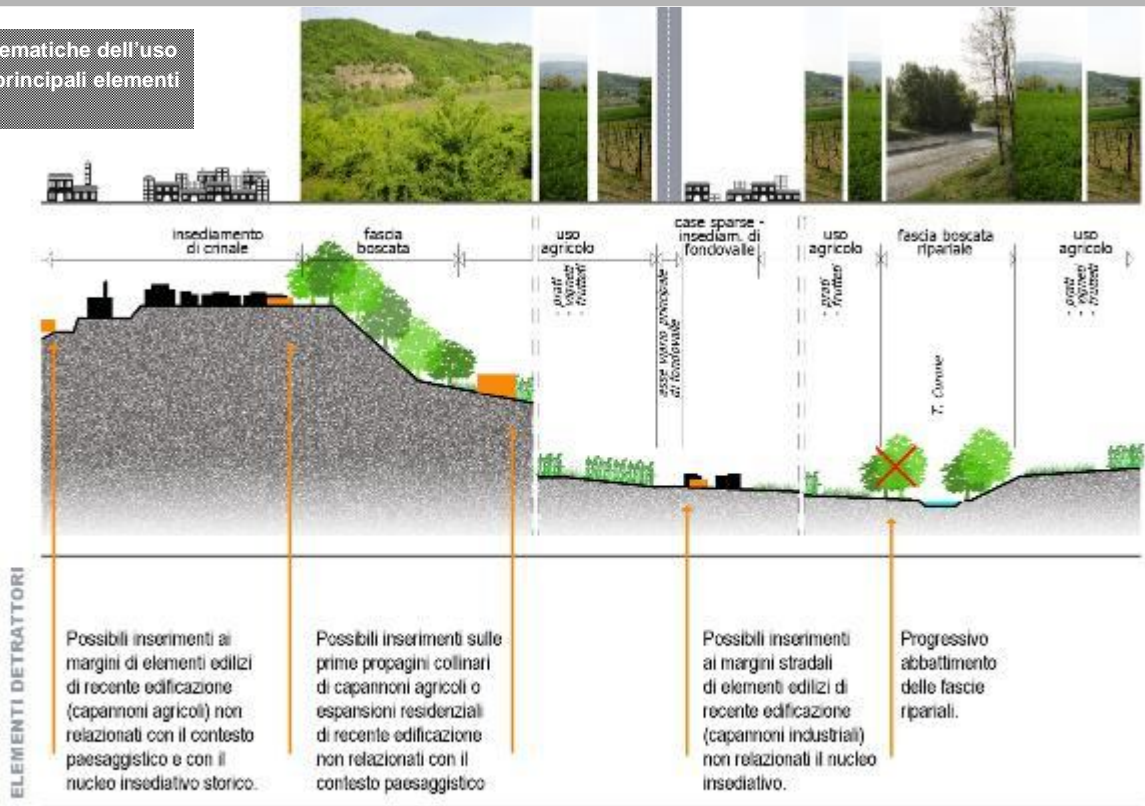 ematiche dell'uso
principali elementi
insediamento
di crinale
fascia
boscata
uso
agricolo
- prati
- vigneti
- frutteti
asse viario principale
di fondovalle
case sparse -
insediam. di
fondovalle
uso
agricolo
- prati
- frutteti
fascia boscata
ripariale
T. Curone
uso
agricolo
- prati
- vigneti
- frutteti
ELEMENTI DETRATTORI
Possibili inserimenti ai
margini di elementi edilizi
di recente edificazione
(capannoni agricoli) non
relazionati con il contesto
paesaggistico e con il
nucleo insediativo storico.
Possibili inserimenti sulle
prime propagini collinari
di capannoni agricoli o
espansioni residenziali
di recente edificazione
non relazionati con il
contesto paesaggistico
Possibili inserimenti
ai margini stradali
di elementi edilizi di
recente edificazione
(capannoni industriali)
non relazionati il nucleo
insediativo.
Progressivo
abbattimento
delle fascie
ripariali.